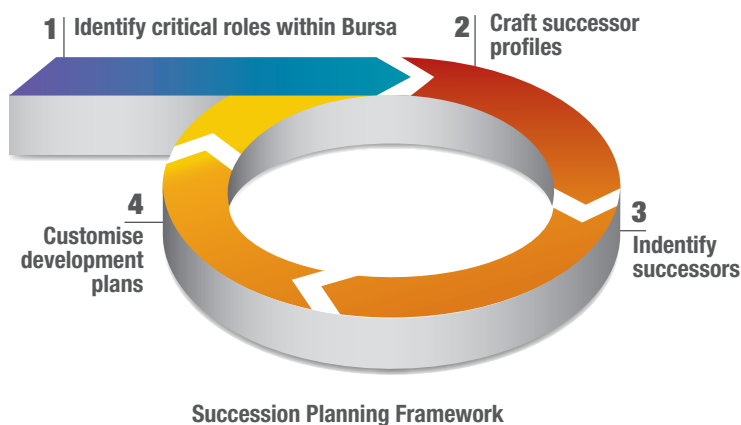 1 Identify critical roles within Bursa
2 Craft successor
profiles
3
Indentify
successors
4
Customise
development
plans
Succession Planning Framework